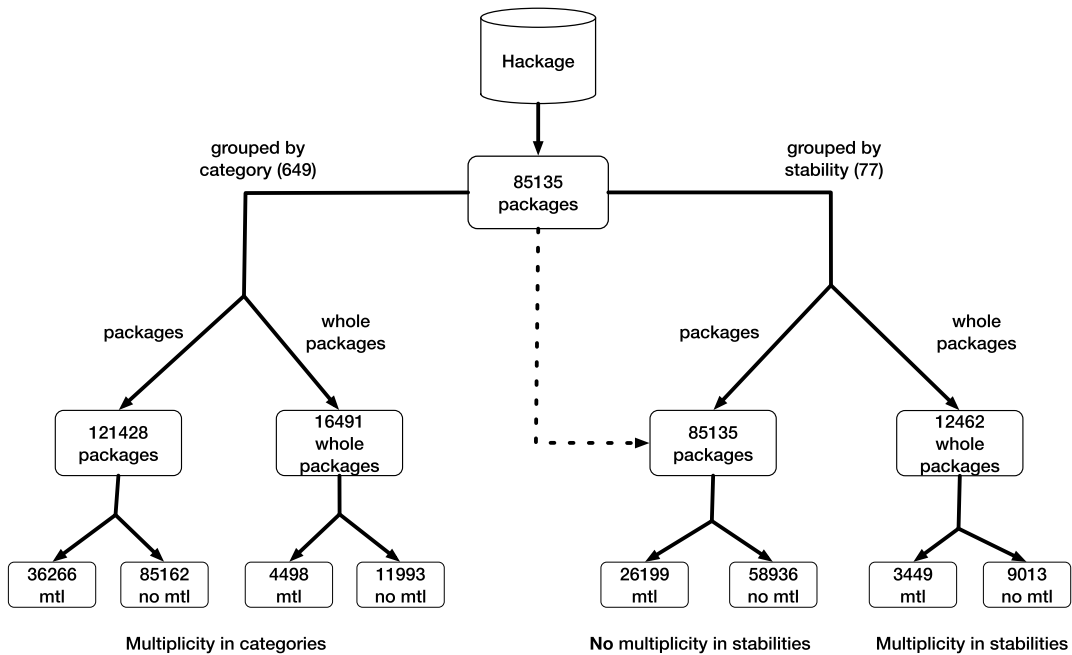 Hackage
grouped by
category (649)
grouped by
stability (77)
85135
packages
packages
whole
packages
packages
whole
packages
121428
packages
16491
whole
packages
85135
packages
12462
whole
packages
36266
mtl
85162
no mtl
4498
mtl
11993
no mtl
26199
mtl
58936
no mtl
3449
mtl
9013
no mtl
Multiplicity in categories
No multiplicity in stabilities
Multiplicity in stabilities